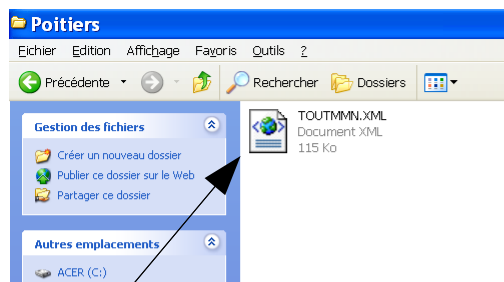 Poitiers
Fichier Edition Affichage Favoris Outils ?
Précédente Rechercher Dossiers
TOUTMMN.XML
Document XML
115 Ko
Gestion des fichiers
Créer un nouveau dossier
Publier ce dossier sur le Web
Partager ce dossier
Autres emplacements
ACER (C:)